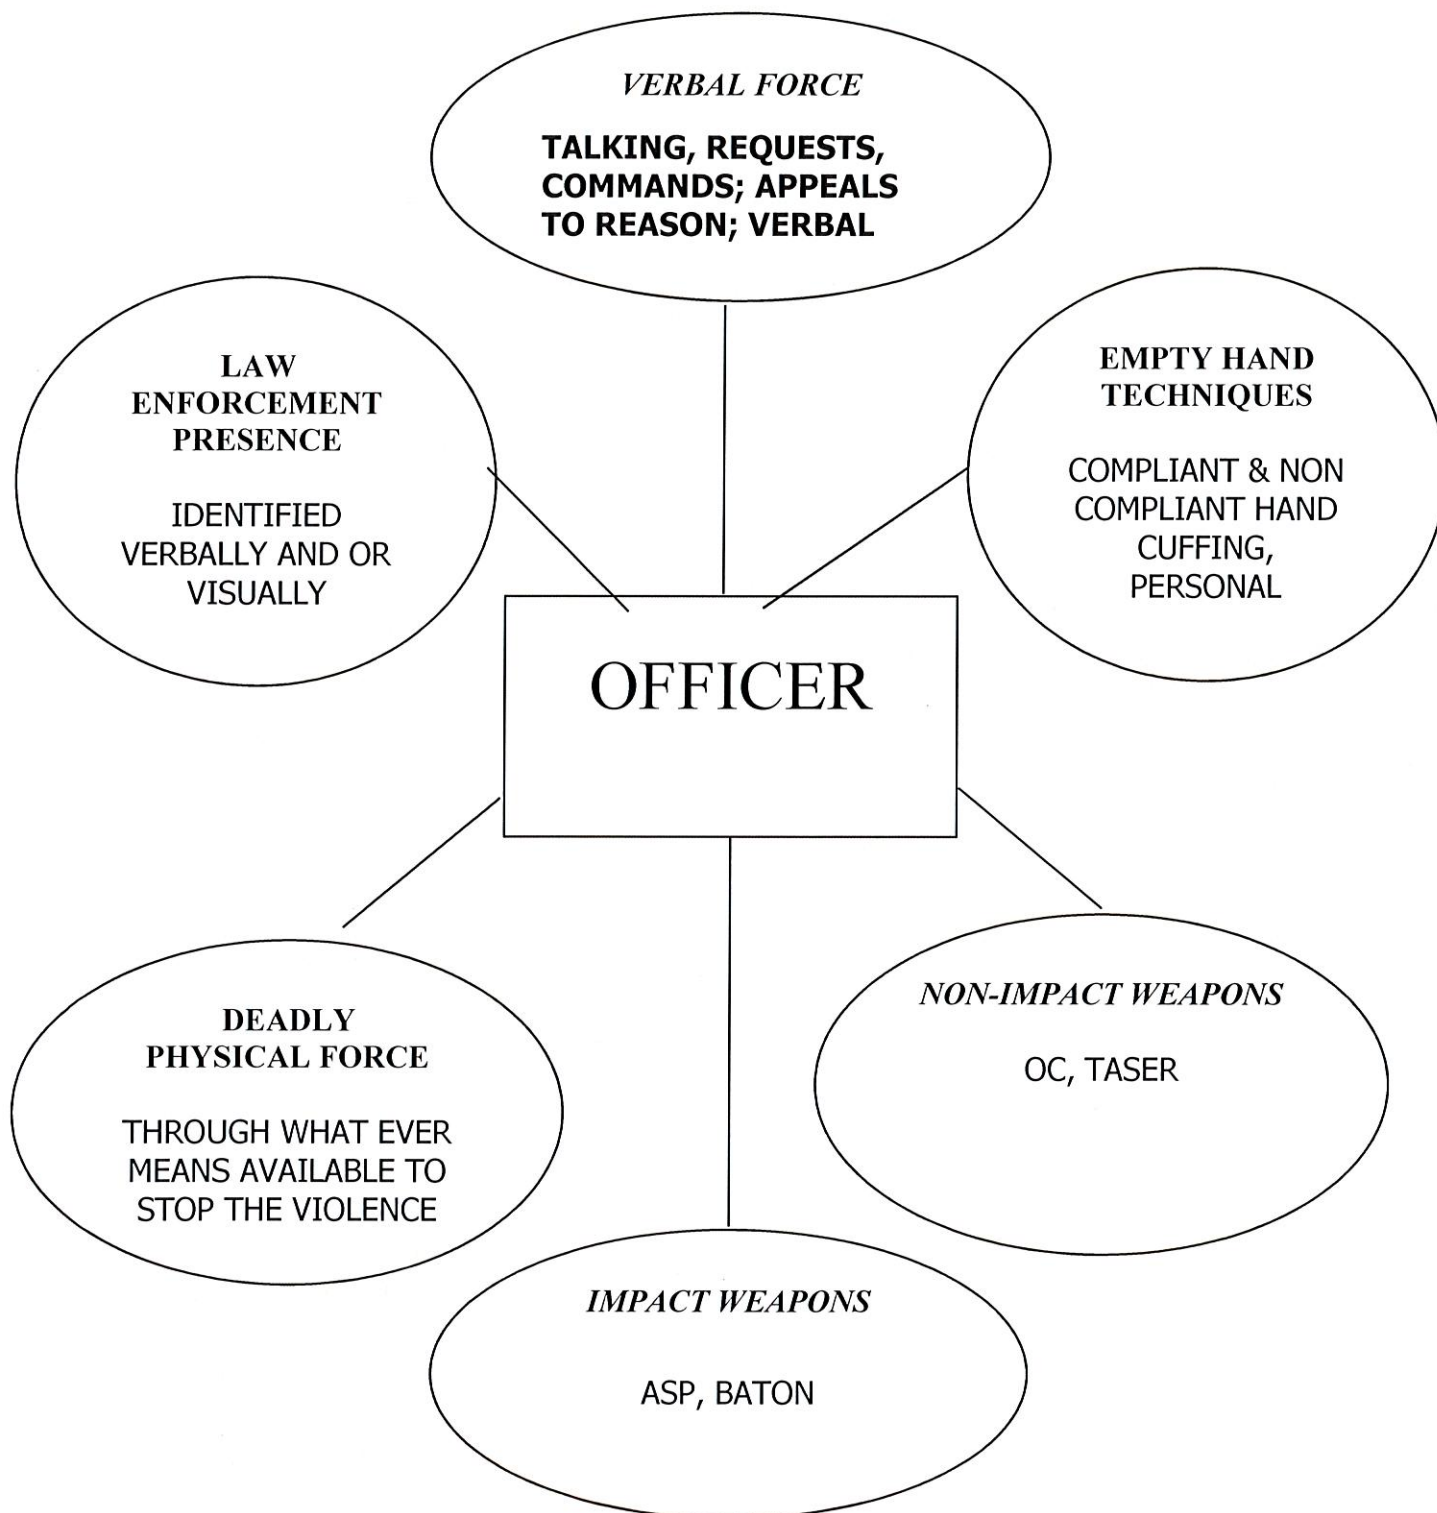 VERBAL FORCE
TALKING, REQUESTS,
COMMANDS; APPEALS
TO REASON; VERBAL
LAW
ENFORCEMENT
PRESENCE
IDENTIFIED
VERBALLY AND OR
VISUALLY
EMPTY HAND
TECHNIQUES
COMPLIANT & NON
COMPLIANT HAND
CUFFING,
PERSONAL
OFFICER
DEADLY
PHYSICAL FORCE
THROUGH WHAT EVER
MEANS AVAILABLE TO
STOP THE VIOLENCE
NON-IMPACT WEAPONS
OC, TASER
IMPACT WEAPONS
ASP, BATON